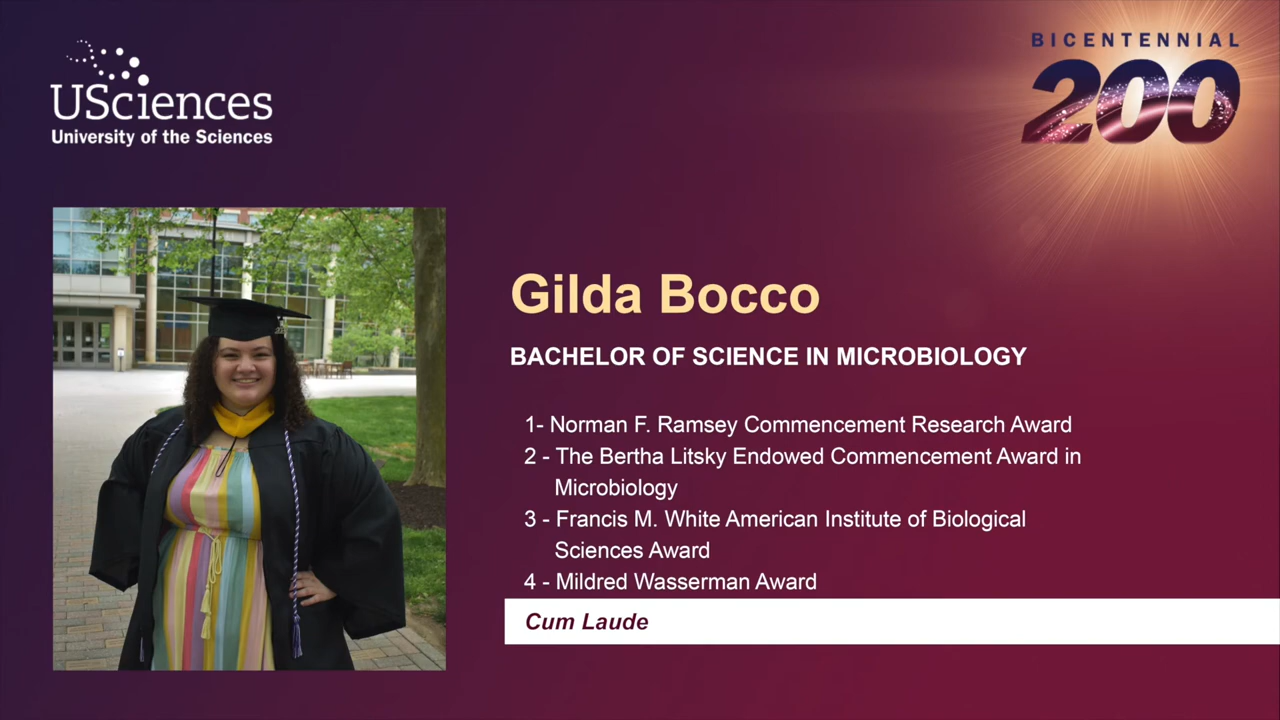 USciences
University of the Sciences
BICENTENNIAL
200
Gilda Bocco
BACHELOR OF SCIENCE IN MICROBIOLOGY
1- Norman F. Ramsey Commencement Research Award
2 - The Bertha Litsky Endowed Commencement Award in
Microbiology
3 - Francis M. White American Institute of Biological
Sciences Award
4 - Mildred Wasserman Award
Cum Laude